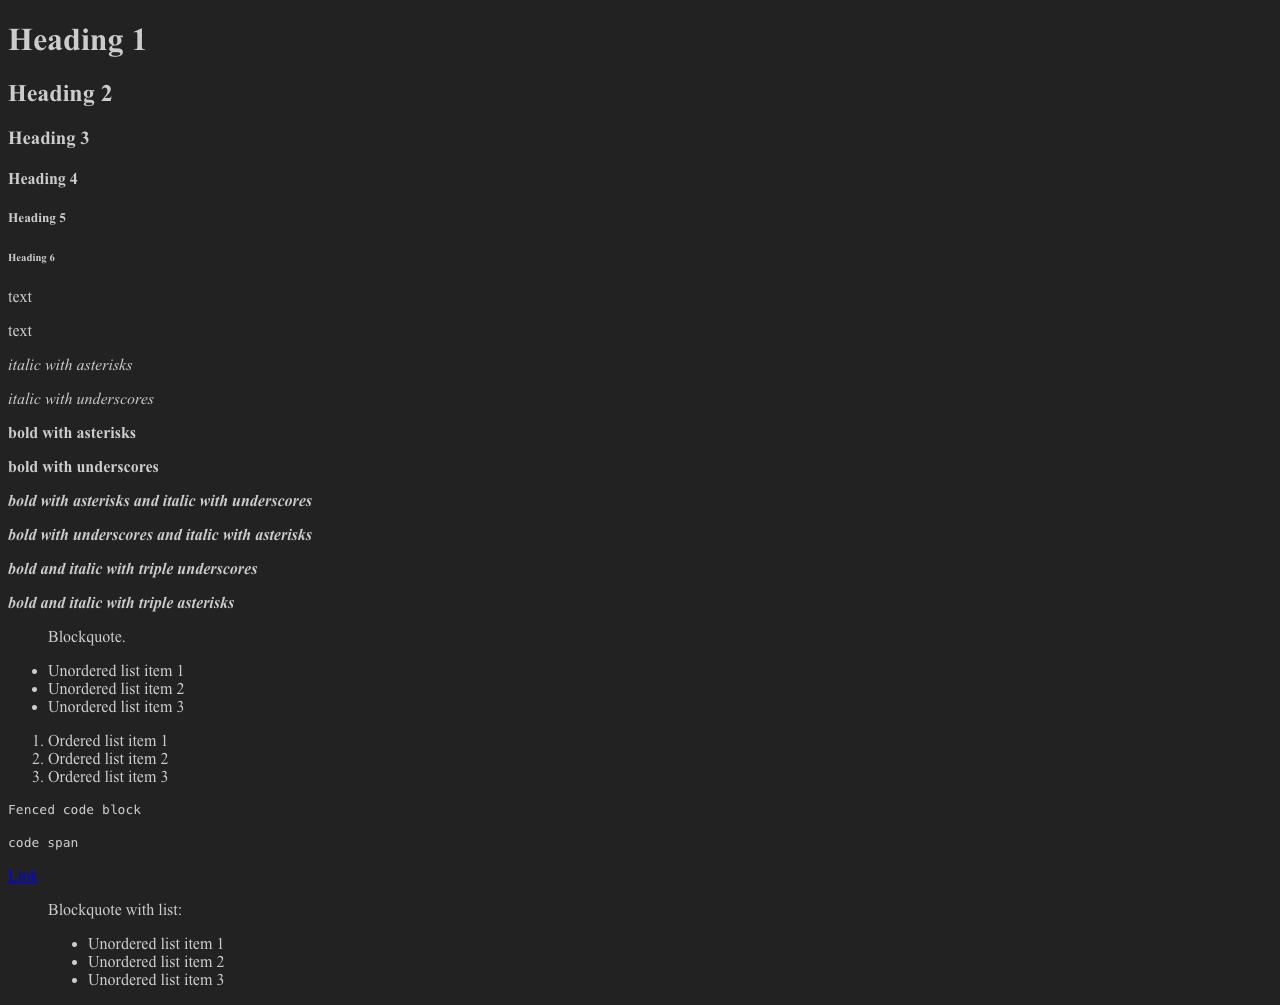 Heading 1
Heading 2
Heading 3
Heading 4
Heading 5
Heading 6
text
text
italic with asterisks
italic with underscores
bold with asterisks
bold with underscores
bold with asterisks and italic with underscores
bold with underscores and italic with asterisks
bold and italic with triple underscores
bold and italic with triple asterisks
Blockquote.
• Unordered list item 1
• Unordered list item 2
• Unordered list item 3
1. Ordered list item 1
2. Ordered list item 2
3. Ordered list item 3
Fenced code block
code span
Link
Blockquote with list:
• Unordered list item 1
• Unordered list item 2
• Unordered list item 3